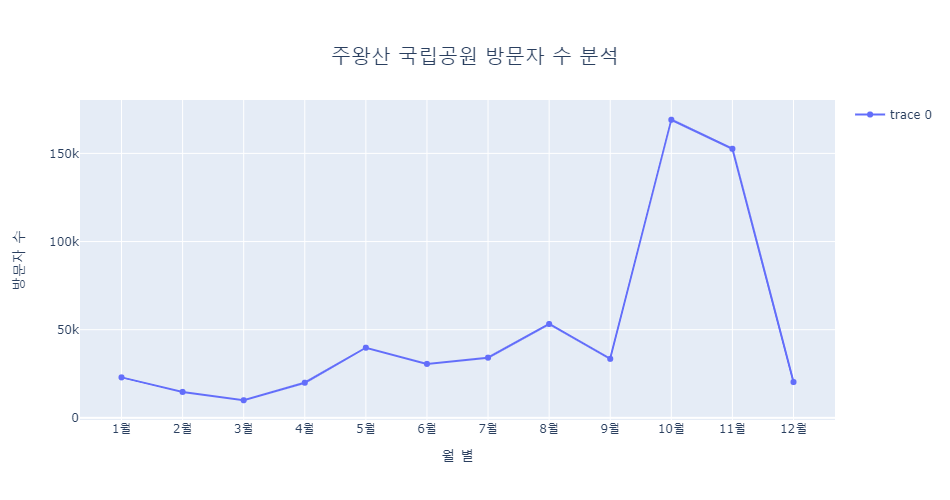 주왕산 국립공원 방문자 수 분석
trace 0
방문자 수
150k
100k
50k
0
1월 2월 3월 4월 5월 6월 7월 8월 9월 10월 11월 12월
월 별